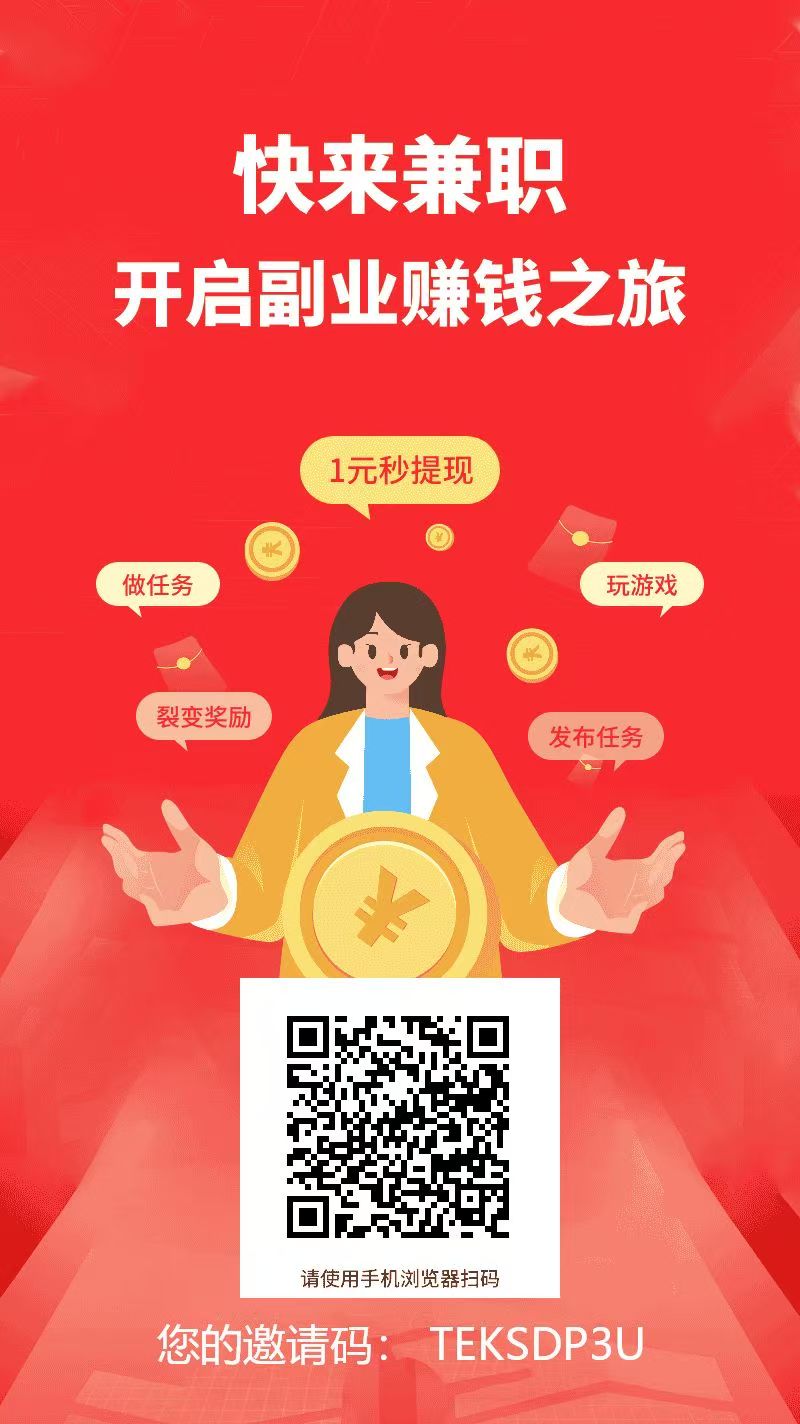 快来兼职
开启副业赚钱之旅
1元秒提现
做任务
玩游戏
裂变奖励
发布任务
请使用手机浏览器扫码
您的邀请码： TEKSDP3U